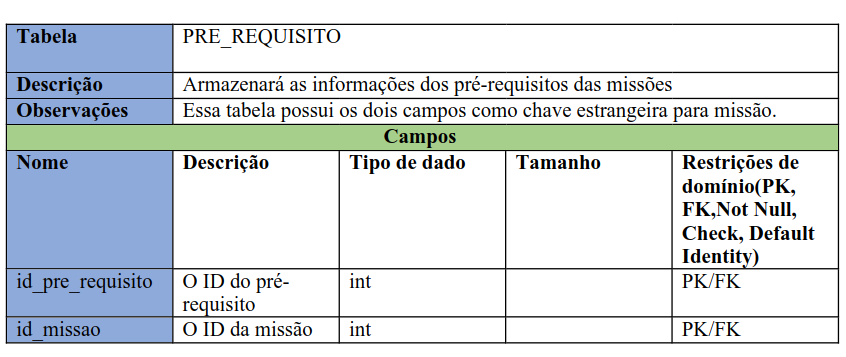 Tabela PRE_REQUISITO
Descrição Armazenará as informações dos pré-requisitos das missões
Observações Essa tabela possui os dois campos como chave estrangeira para missão.
Campos
Nome Descrição Tipo de dado Tamanho Restrições de
domínio(PK,
FK,Not Null,
Check, Default
Identity)
id_pre_requisito O ID do pré- int PK/FK
requisito
id_missao O ID da missão int PK/FK